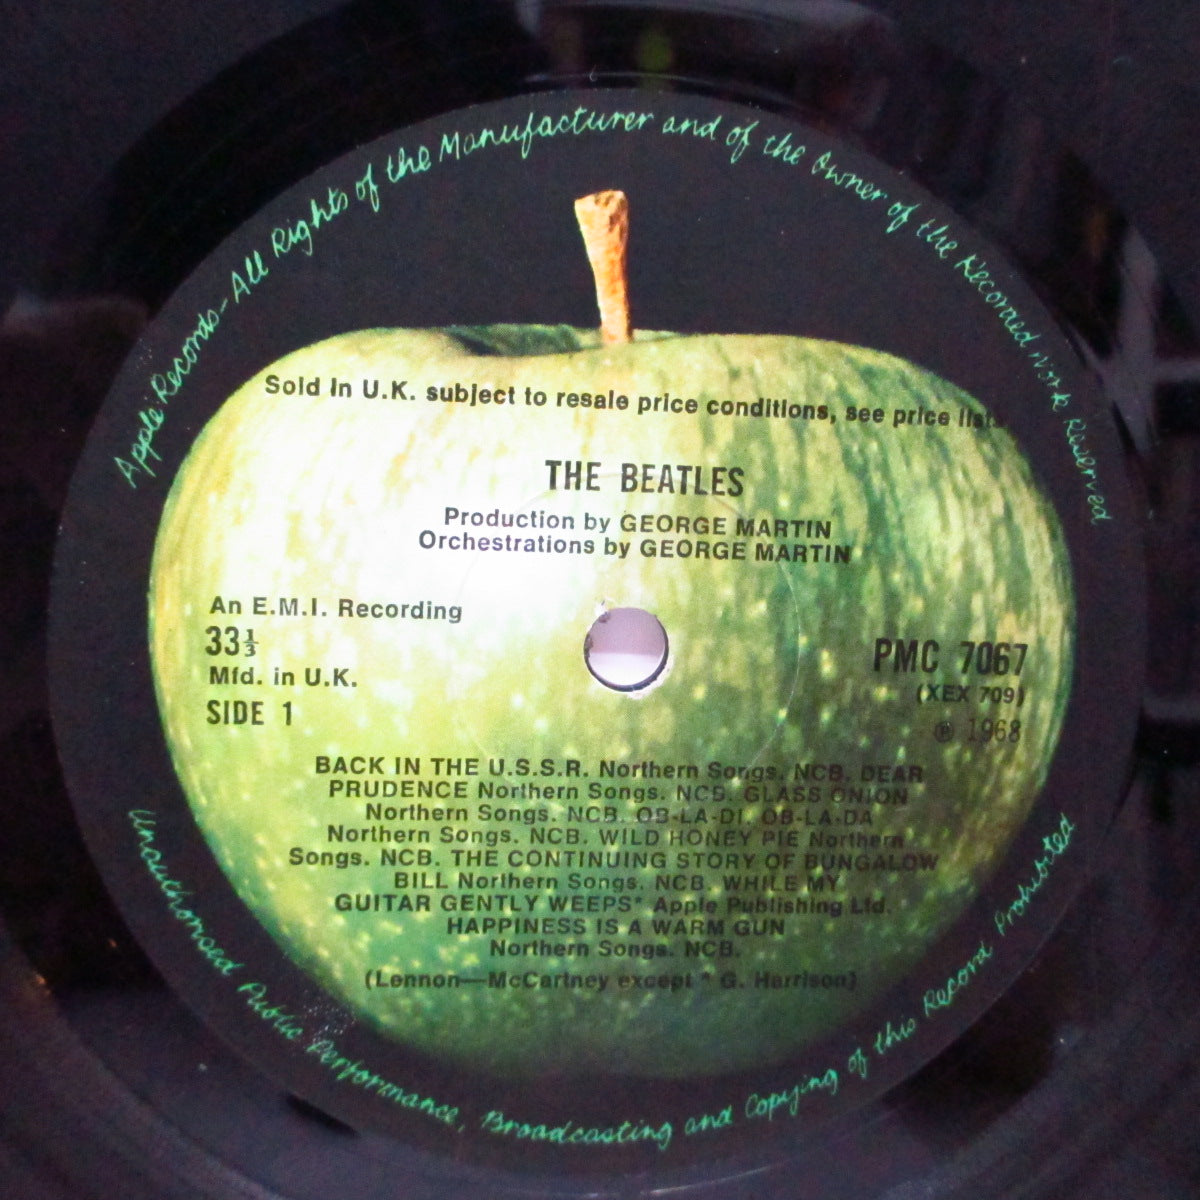 Apple Records-All Rights of the Manufacturer and of the Owner of the Recorded Work Reserved
Sold in U.K. subject to resale price conditions, see price lists
THE BEATLES
Production by GEORGE MARTIN
Orchestrations by GEORGE MARTIN
An E.M.I. Recording
33⅓
Mfd. in U.K.
SIDE 1
PMC 7067
(XEX 709)
℗ 1968
BACK IN THE U.S.S.R. Northern Songs. NCB. DEAR
PRUDENCE Northern Songs. NCB. GLASS ONION
Northern Songs. NCB. OB-LA-DI, OB-LA-DA
Northern Songs. NCB. WILD HONEY PIE Northern
Songs. NCB. THE CONTINUING STORY OF BUNGALOW
BILL Northern Songs. NCB. WHILE MY
GUITAR GENTLY WEEPS* Apple Publishing Ltd.
HAPPINESS IS A WARM GUN
Northern Songs. NCB.
(Lennon—McCartney except * G. Harrison)
Unauthorised Public Performance, Broadcasting and Copying of this Record Prohibited